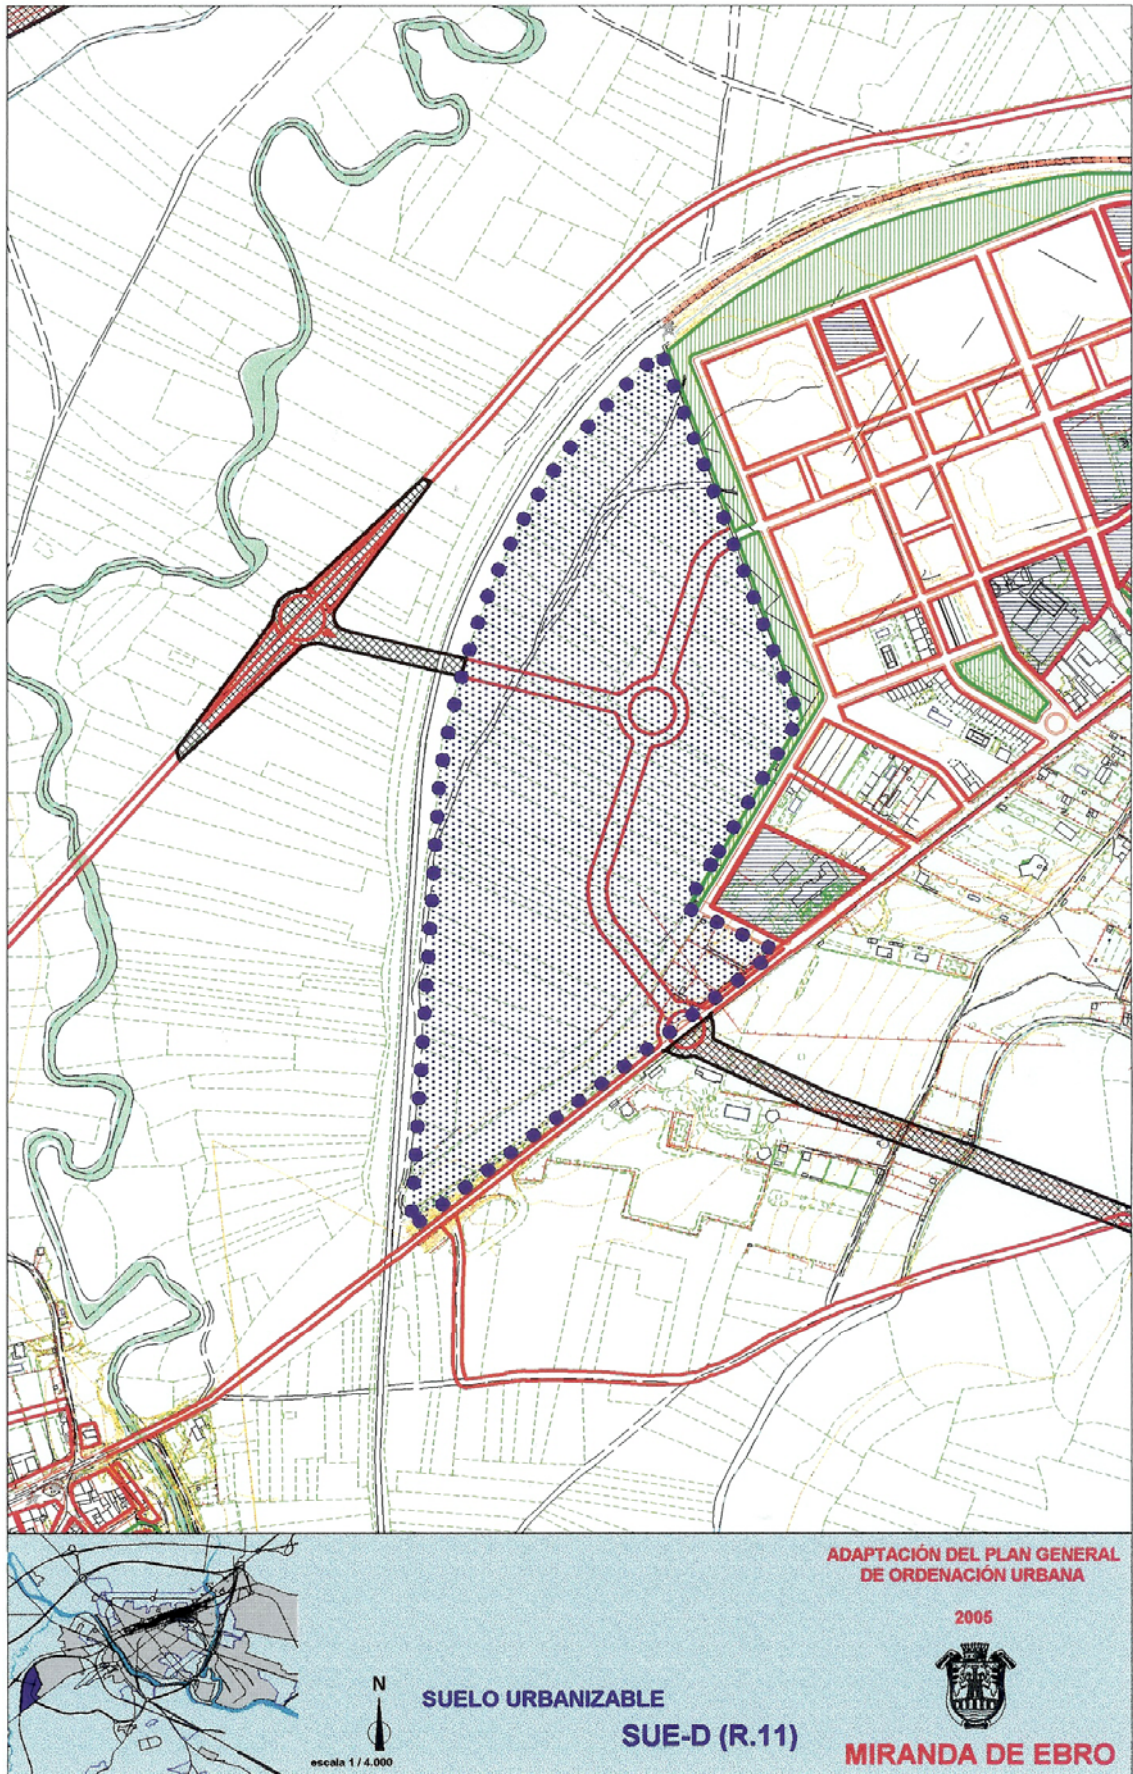 ADAPTACIÓN DEL PLAN GENERAL
DE ORDENACIÓN URBANA
2005
N
escala 1 / 4.000
SUELO URBANIZABLE
SUE-D (R.11)
MIRANDA DE EBRO